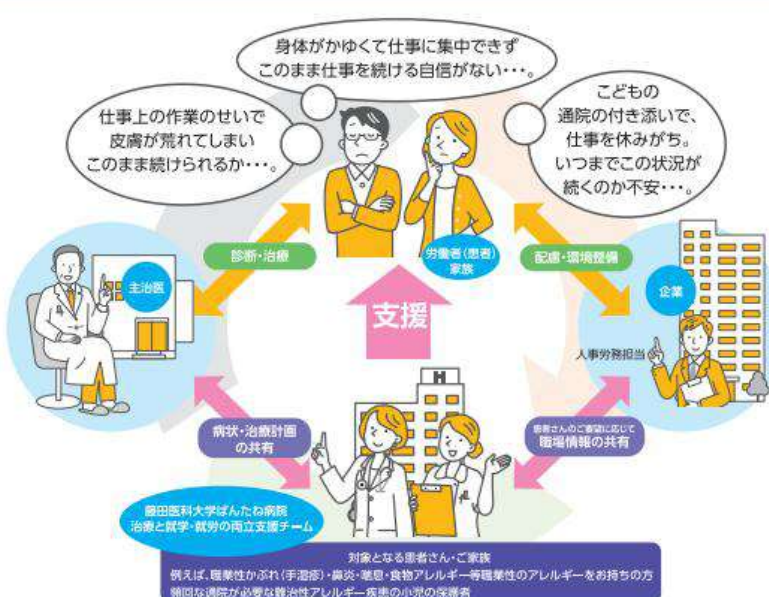 身体がかゆくて仕事に集中できず
このまま仕事を続ける自信がない・・・。
仕事上の作業のせいで
皮膚が荒れてしまい
このまま続けられるか・・・。
こどもの
通院の付き添いで、
仕事を休みがち。
いつまでこの状況が
続くのか不安・・・。
労働者(患者)
家族
診断・治療
配慮・環境整備
主治医
企業
支援
人事労務担当
H
病状・治療計画
の共有
患者さんのご要望に応じて
職場情報の共有
藤田医科大学ばんたね病院
治療と就学・就労の両立支援チーム
対象となる患者さん・ご家族
例えば、職業性かぶれ(手湿疹)・鼻炎・喘息・食物アレルギー等職業性のアレルギーをお持ちの方
頻回な通院が必要な難治性アレルギー疾患の小児の保護者